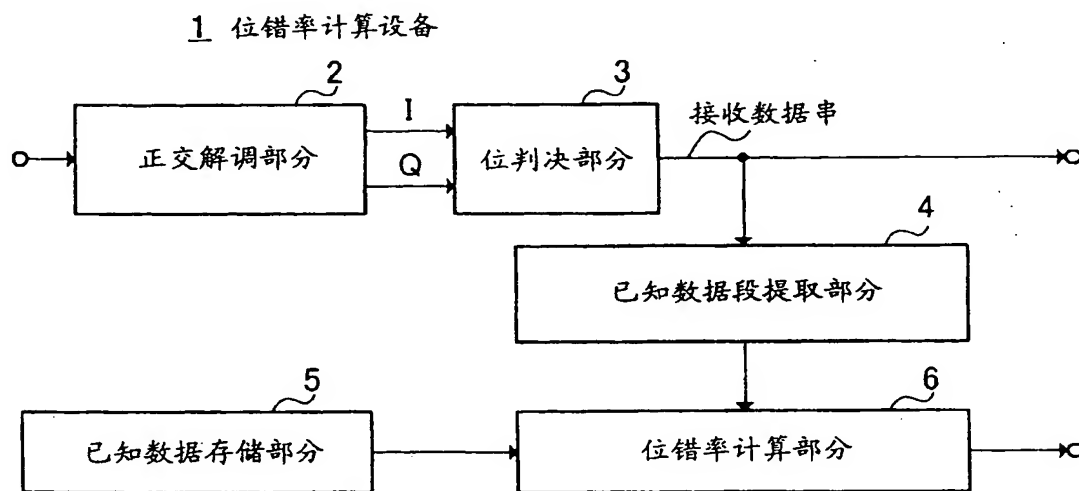 1 位错率计算设备
2
3
正交解调部分
I
Q
位判决部分
接收数据串
4
已知数据段提取部分
5
6
已知数据存储部分
位错率计算部分